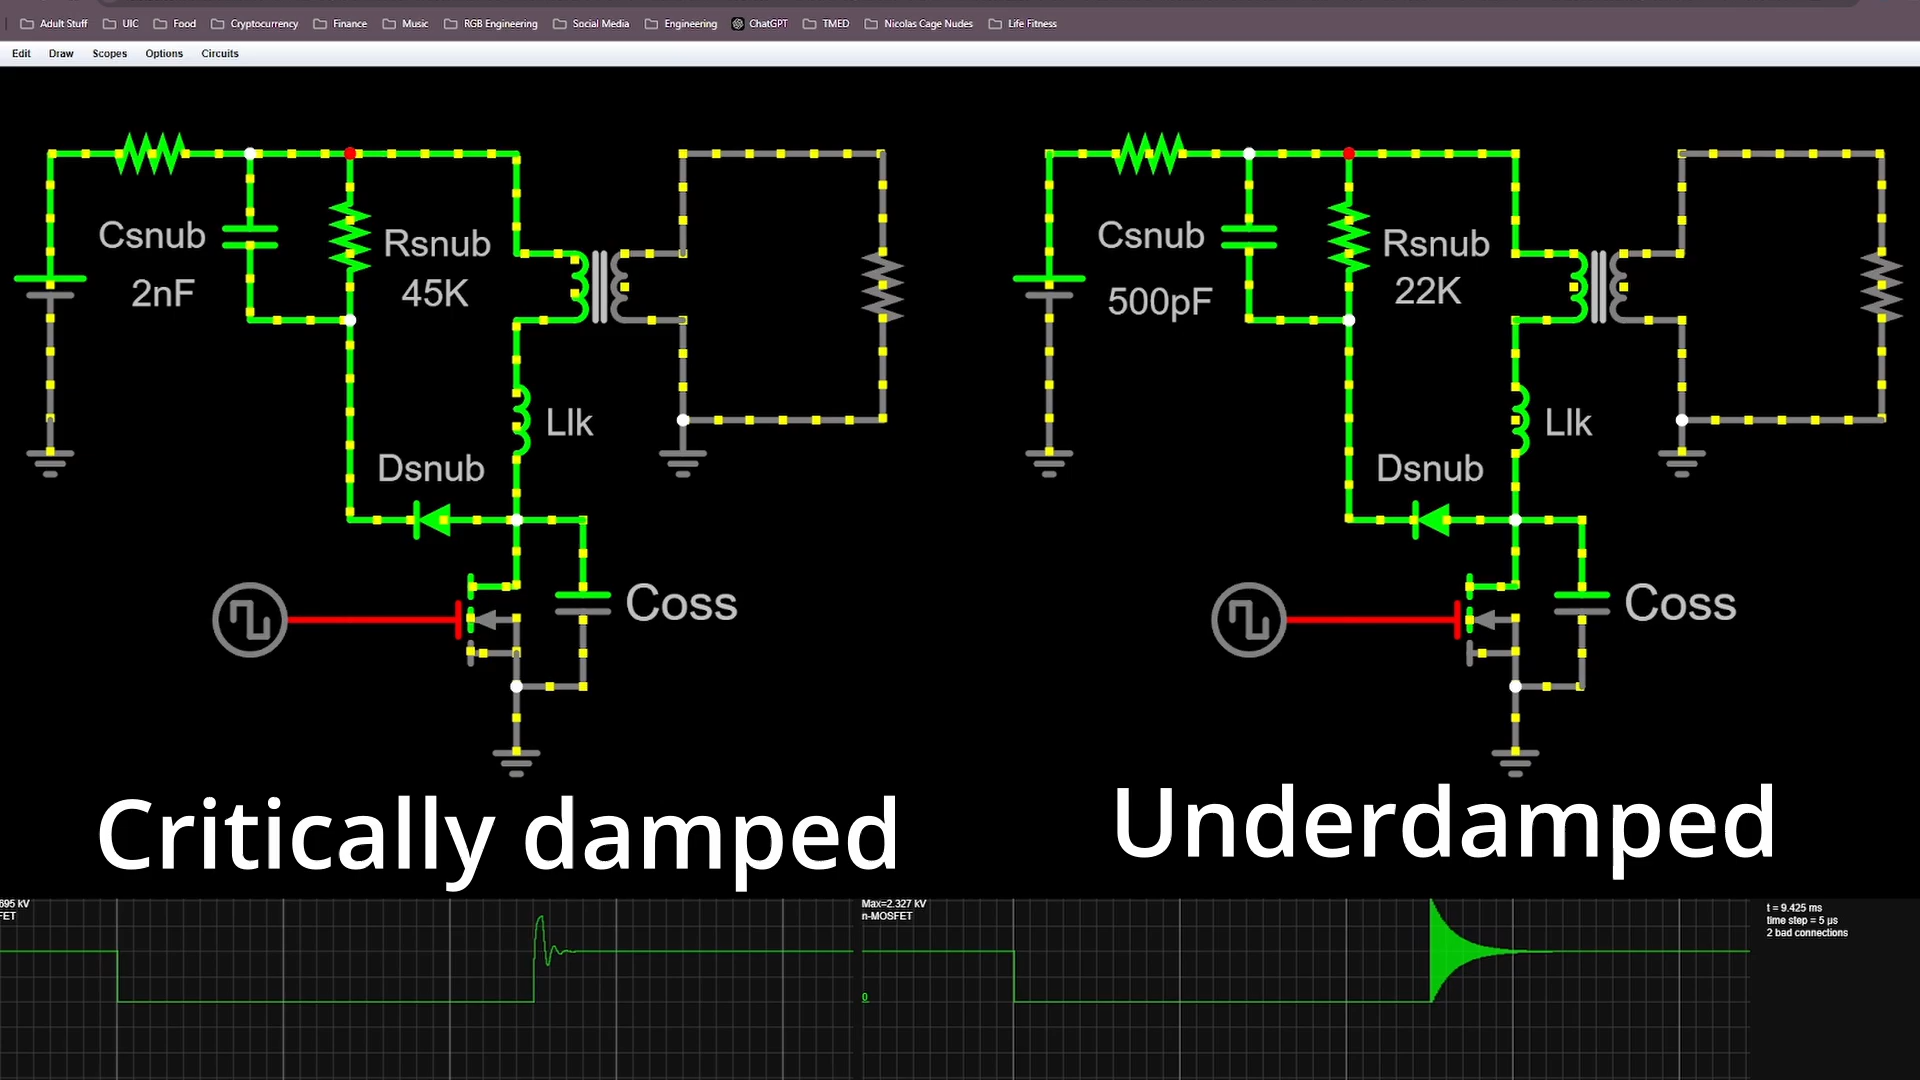 Adult Stuff UIC Food Cryptocurrency Finance Music RGB Engineering Social Media Engineering ChatGPT TMED Nicolas Cage Nudes Life Fitness
Edit Draw Scopes Options Circuits
Csnub
2nF
Rsnub
45K
Llk
Dsnub
Coss
Csnub
500pF
Rsnub
22K
Llk
Dsnub
Coss
Critically damped
Underdamped
695 kV
FET
Max=2.327 kV
n-MOSFET
0
t = 9.425 ms
time step = 5 µs
2 bad connections